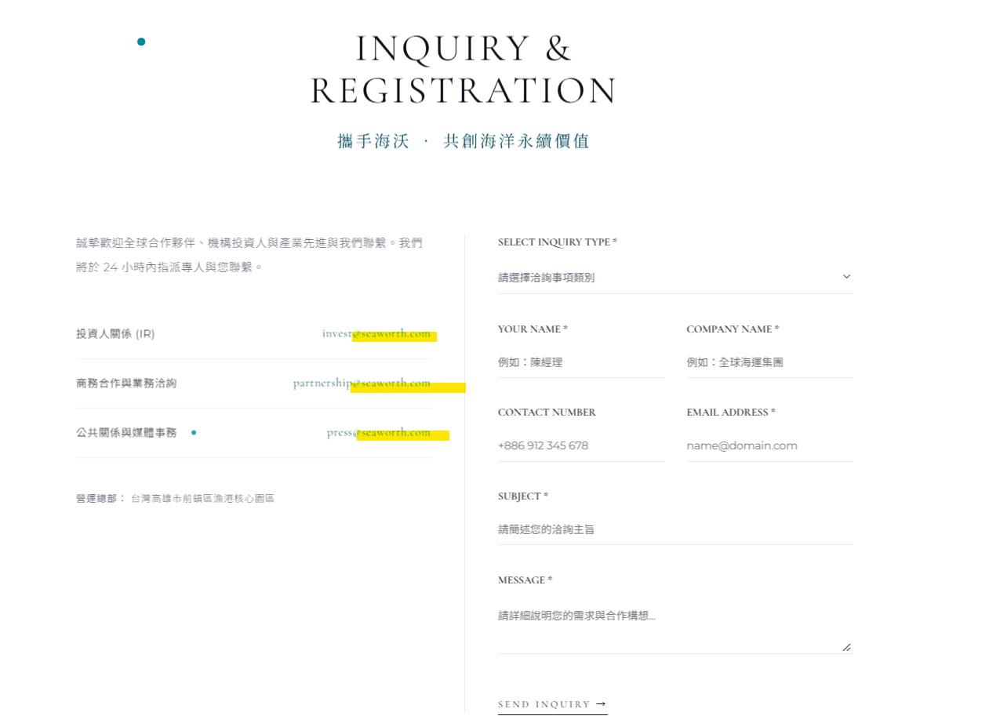 INQUIRY &
REGISTRATION
攜手海沃 · 共創海洋永續價值
誠摯歡迎全球合作夥伴、機構投資人與產業先進與我們聯繫。我們
將於 24 小時內指派專人與您聯繫。
投資人關係 (IR) invest@seaworth.com
商務合作與業務洽詢 partnership@seaworth.com
公共關係與媒體事務 press@seaworth.com
營運總部： 台灣高雄市前鎮區漁港核心園區
SELECT INQUIRY TYPE *
請選擇洽詢事項類別
YOUR NAME * COMPANY NAME *
例如：陳經理 例如：全球海運集團
CONTACT NUMBER EMAIL ADDRESS *
+886 912 345 678 name@domain.com
SUBJECT *
請簡述您的洽詢主旨
MESSAGE *
請詳細說明您的需求與合作構想...
SEND INQUIRY →